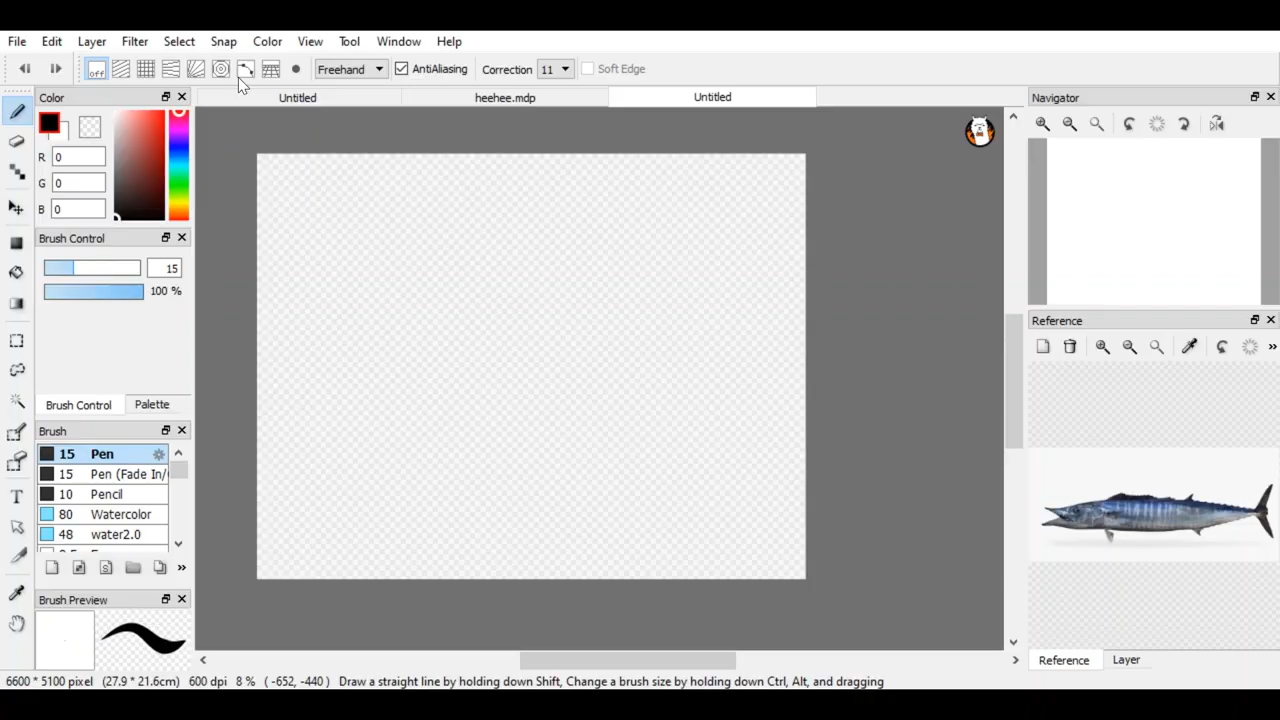 File Edit Layer Filter Select Snap Color View Tool Window Help
off Freehand AntiAliasing Correction 11 Soft Edge
Color
Untitled heehee.mdp Untitled
Navigator
R 0
G 0
B 0
Brush Control
15
100 %
Brush Control Palette
Brush
15 Pen
15 Pen (Fade In/
10 Pencil
80 Watercolor
48 water2.0
S
T
Brush Preview
Reference
Reference Layer
6600 * 5100 pixel (27.9 * 21.6cm) 600 dpi 8 % ( -652, -440 ) Draw a straight line by holding down Shift, Change a brush size by holding down Ctrl, Alt, and dragging